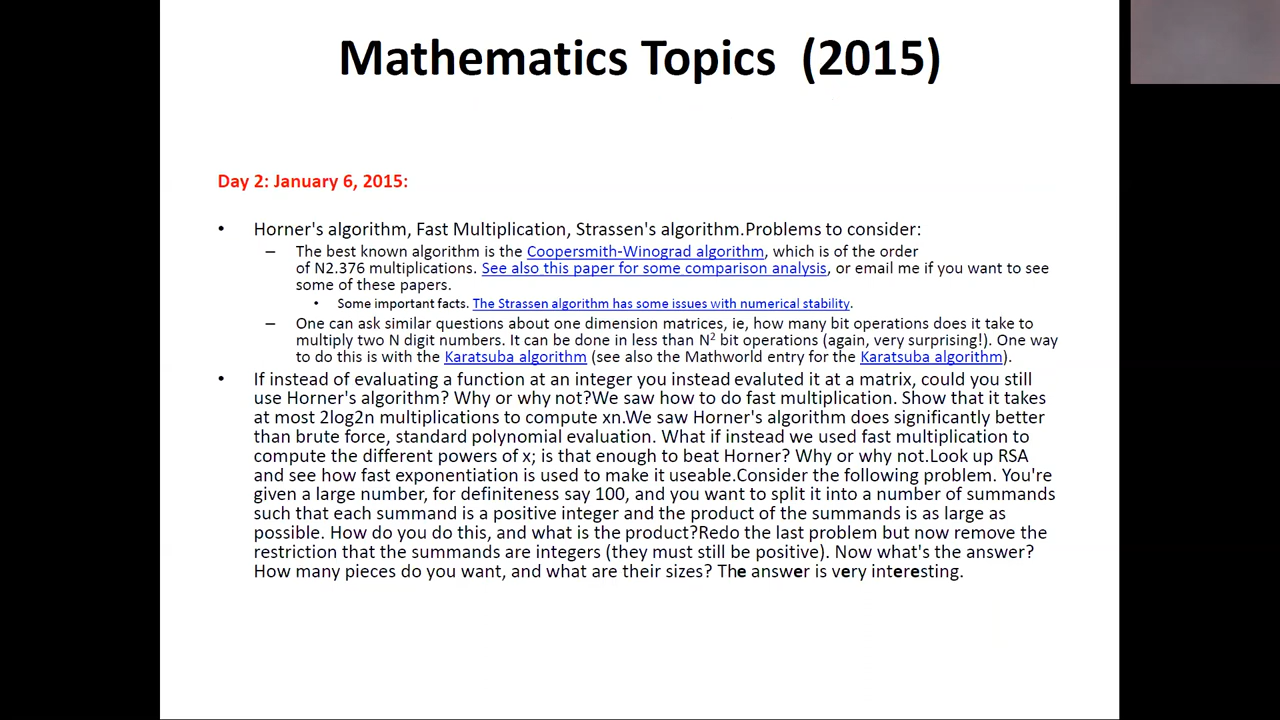 Mathematics Topics (2015)
Day 2: January 6, 2015:
• Horner's algorithm, Fast Multiplication, Strassen's algorithm.Problems to consider:
– The best known algorithm is the Coopersmith-Winograd algorithm, which is of the order
of N2.376 multiplications. See also this paper for some comparison analysis, or email me if you want to see
some of these papers.
• Some important facts. The Strassen algorithm has some issues with numerical stability.
– One can ask similar questions about one dimension matrices, ie, how many bit operations does it take to
multiply two N digit numbers. It can be done in less than N² bit operations (again, very surprising!). One way
to do this is with the Karatsuba algorithm (see also the Mathworld entry for the Karatsuba algorithm).
• If instead of evaluating a function at an integer you instead evaluted it at a matrix, could you still
use Horner's algorithm? Why or why not?We saw how to do fast multiplication. Show that it takes
at most 2log2n multiplications to compute xn.We saw Horner's algorithm does significantly better
than brute force, standard polynomial evaluation. What if instead we used fast multiplication to
compute the different powers of x; is that enough to beat Horner? Why or why not.Look up RSA
and see how fast exponentiation is used to make it useable.Consider the following problem. You're
given a large number, for definiteness say 100, and you want to split it into a number of summands
such that each summand is a positive integer and the product of the summands is as large as
possible. How do you do this, and what is the product?Redo the last problem but now remove the
restriction that the summands are integers (they must still be positive). Now what's the answer?
How many pieces do you want, and what are their sizes? The answer is very interesting.